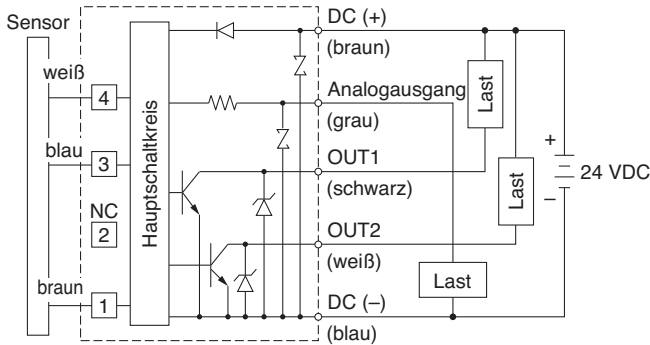 Sensor
DC (+)
(braun)
weiß
4
Analogausgang
(grau)
Last
blau
3
Hauptschaltkreis
OUT1
(schwarz)
Last
+
24 VDC
–
NC
2
OUT2
(weiß)
Last
braun
1
DC (–)
(blau)